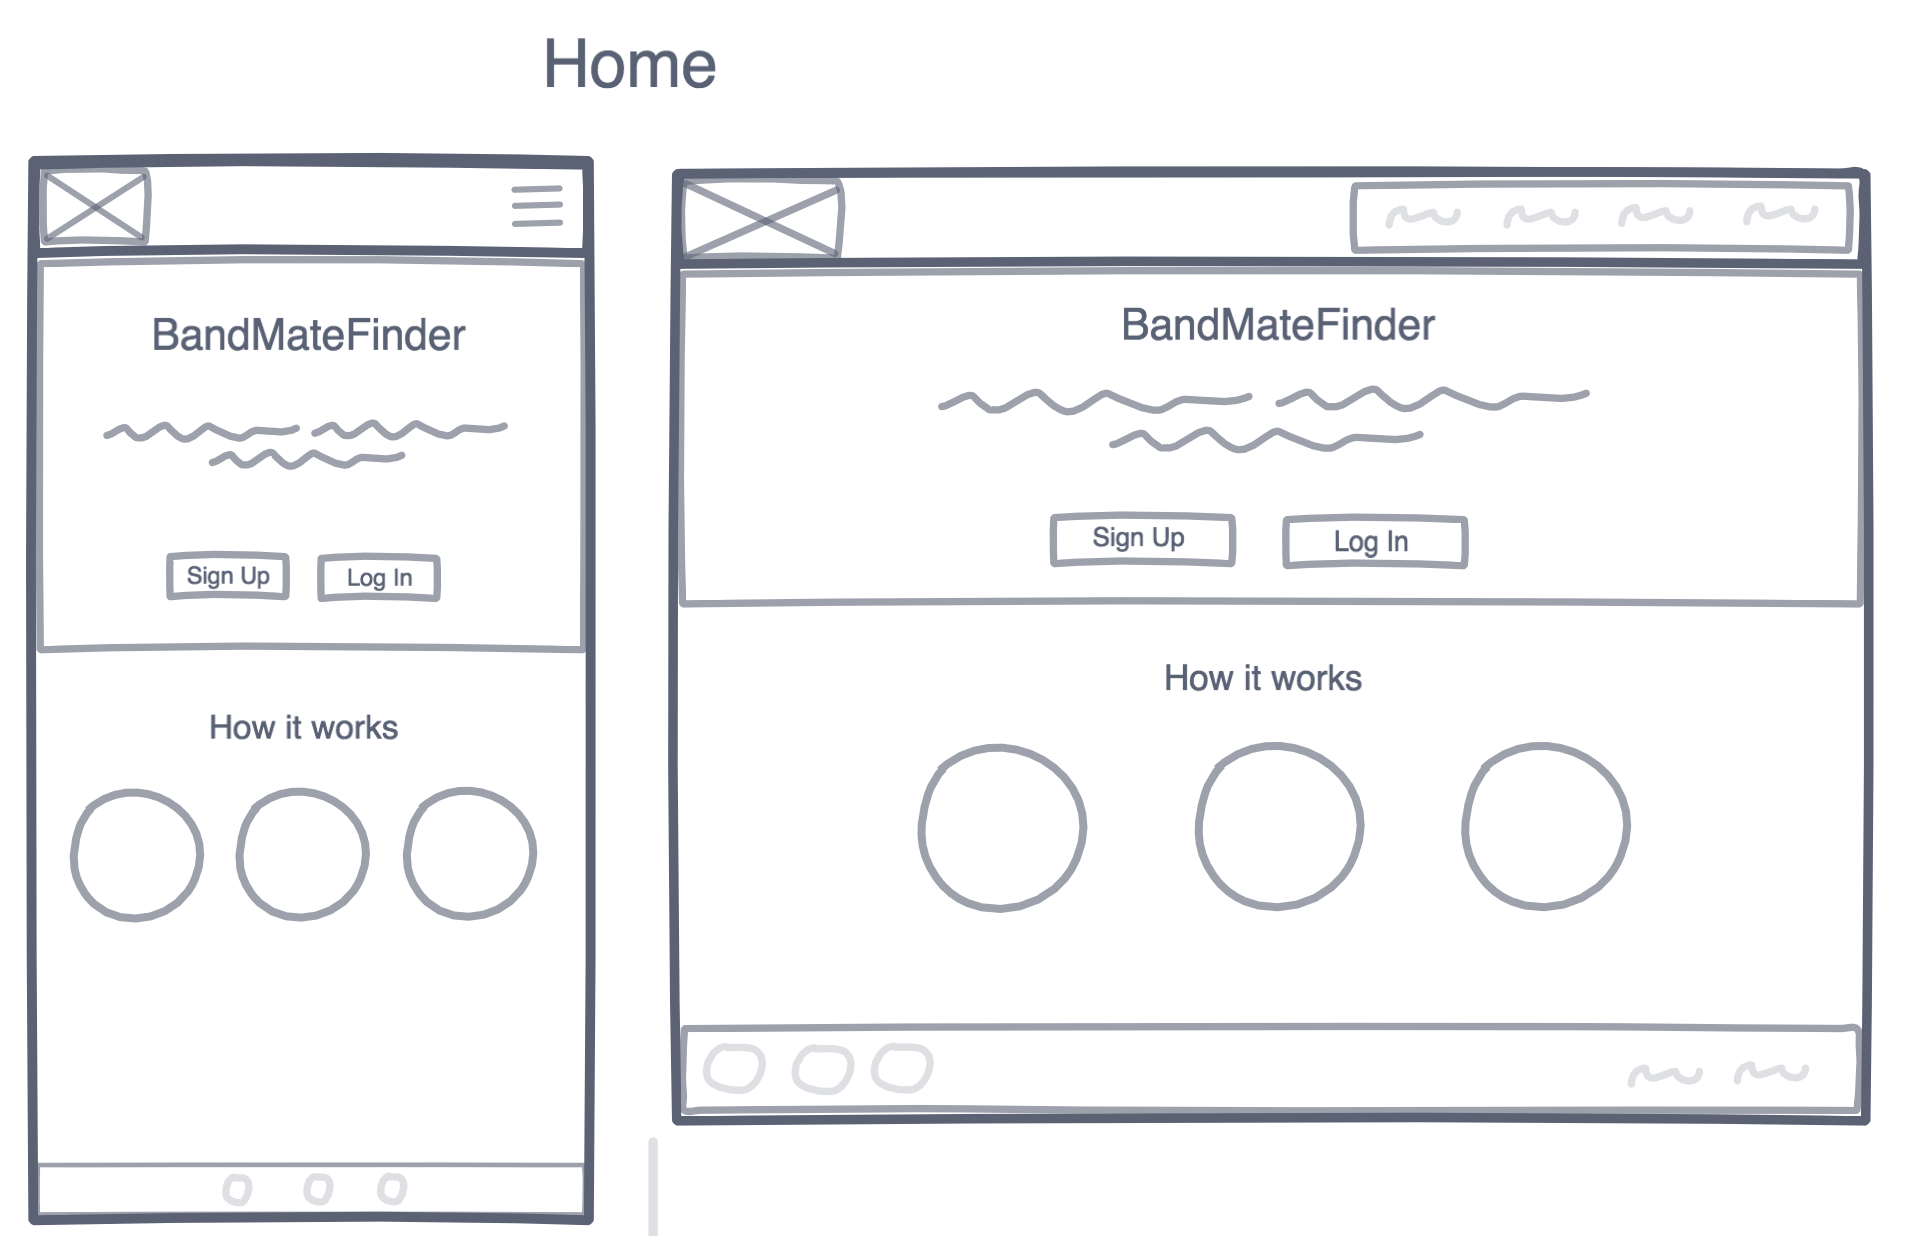 Home
BandMateFinder
Sign Up
Log In
How it works
BandMateFinder
Sign Up
Log In
How it works